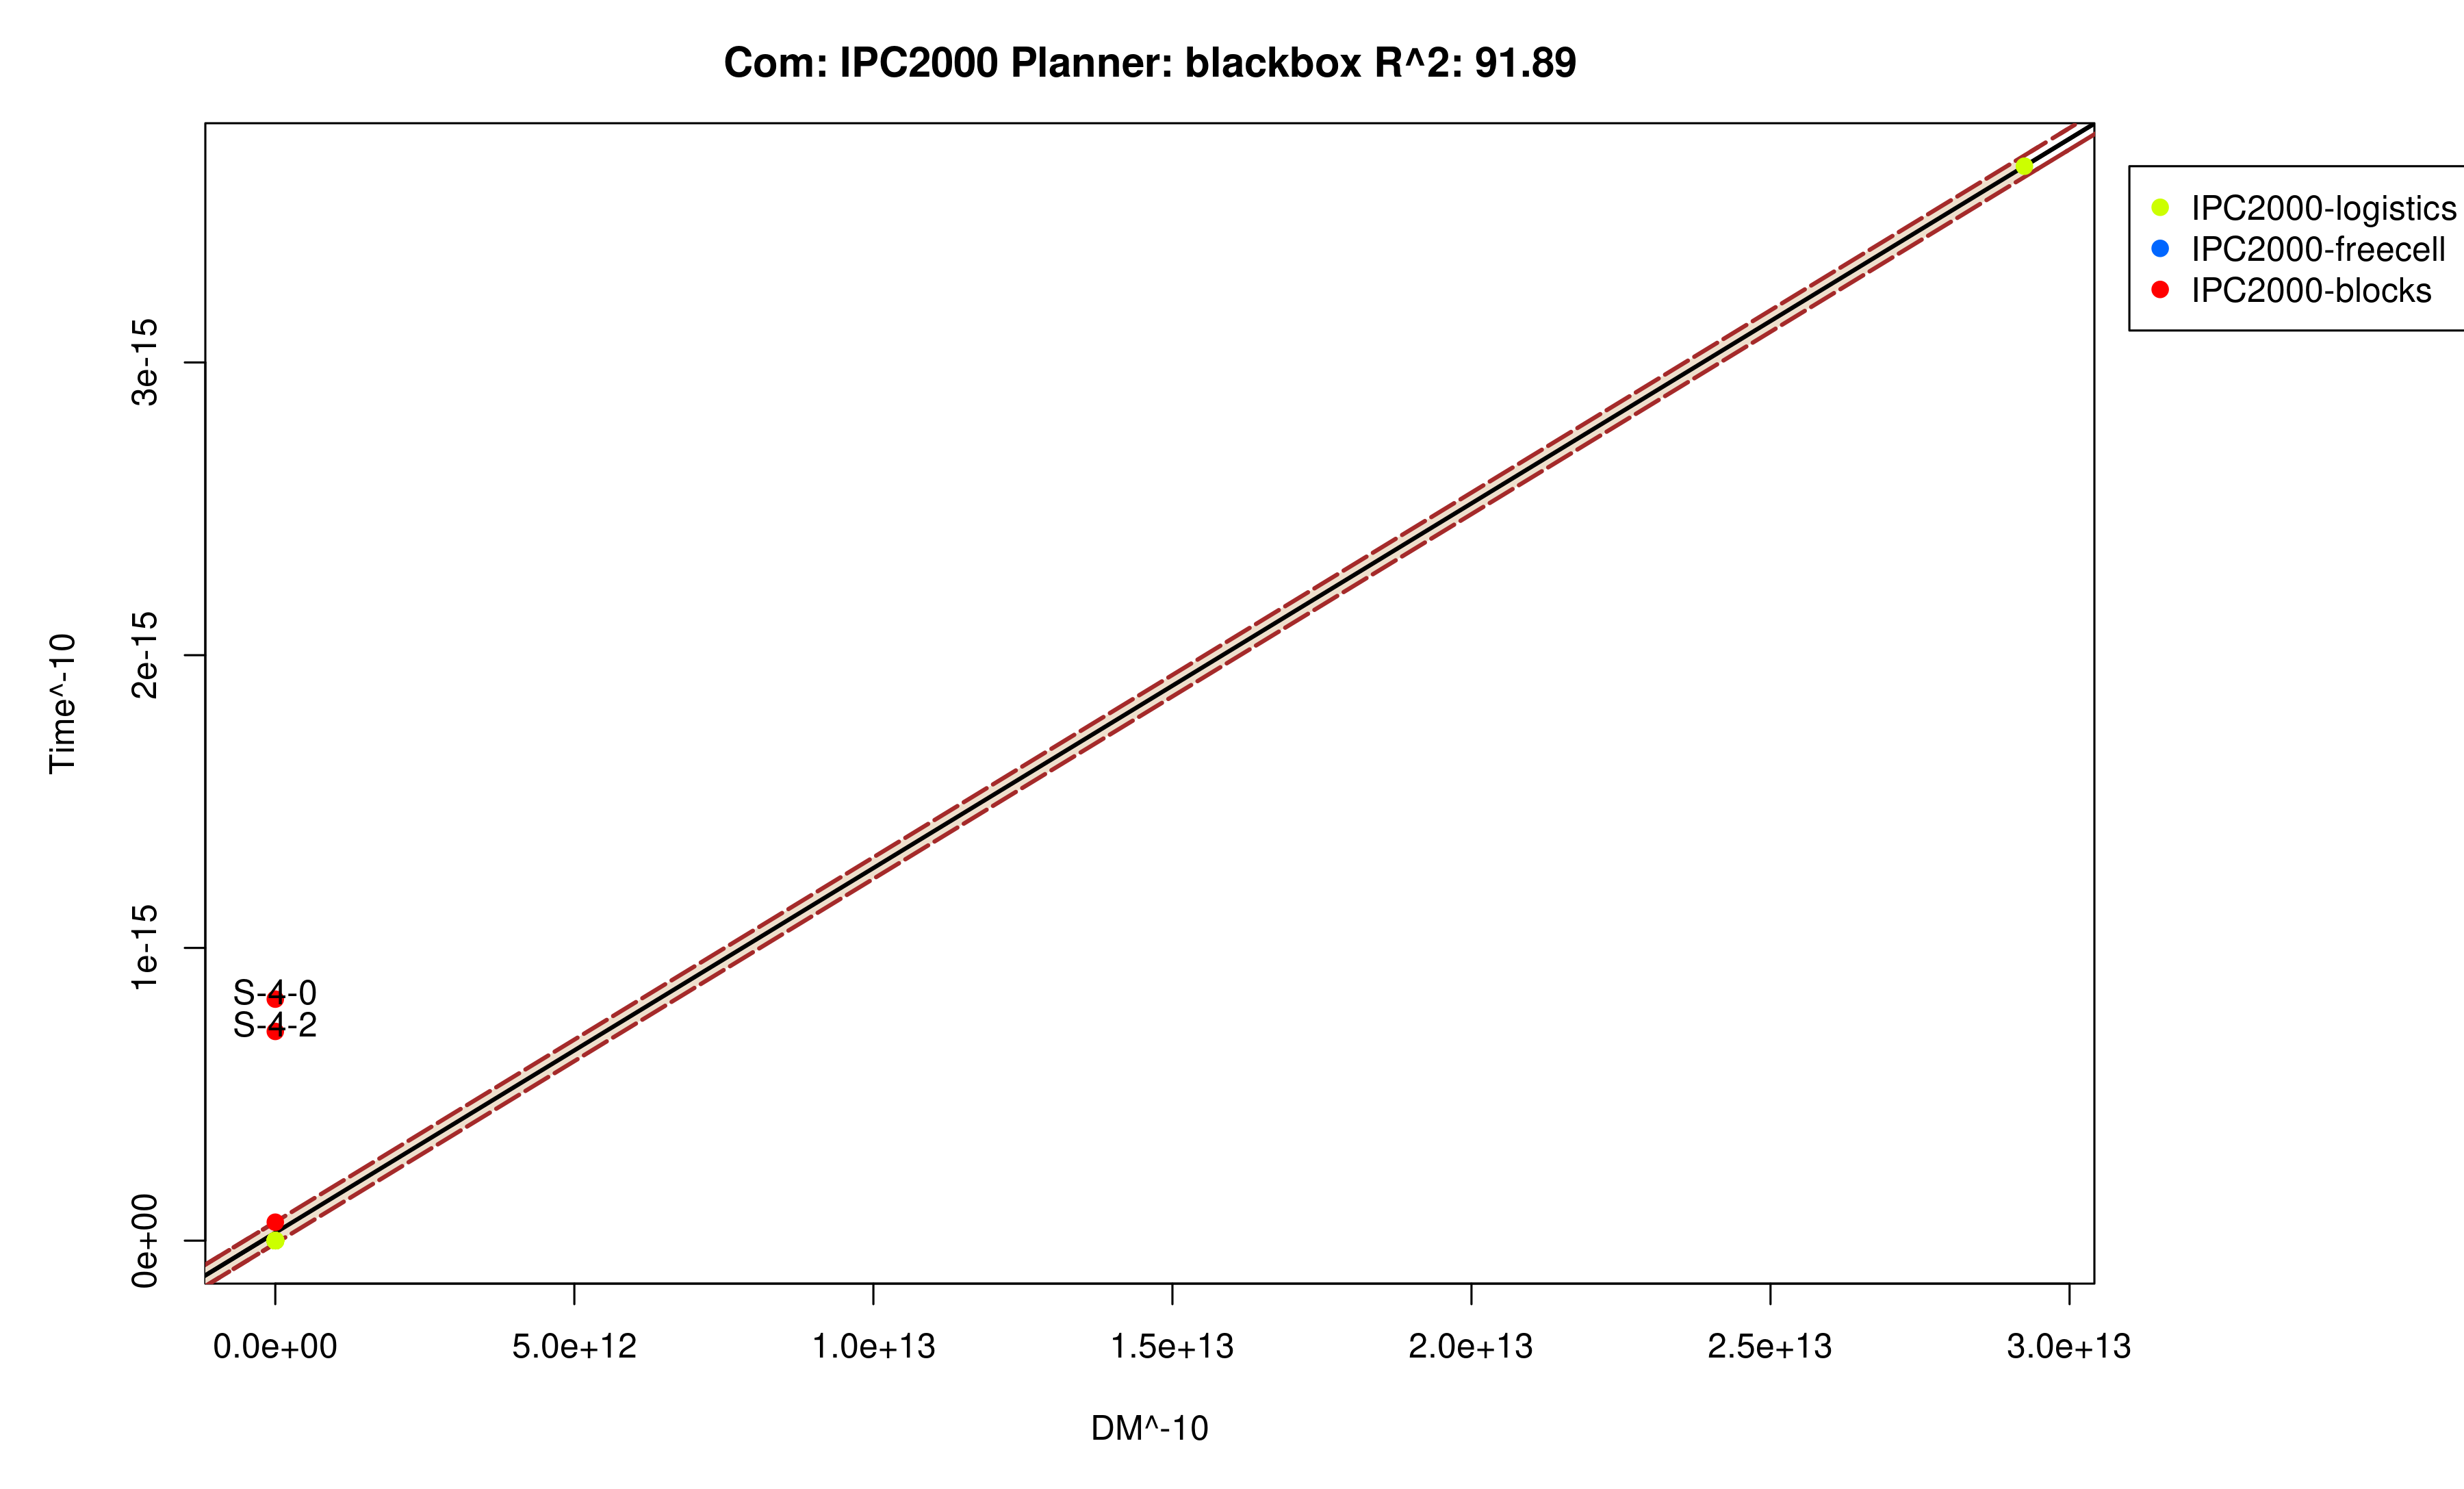 Com: IPC2000 Planner: blackbox R^2: 91.89
IPC2000-logistics
IPC2000-freecell
IPC2000-blocks
Time^-10
3e-15
2e-15
1e-15
0e+00
S-4-0
S-4-2
0.0e+00 5.0e+12 1.0e+13 1.5e+13 2.0e+13 2.5e+13 3.0e+13
DM^-10